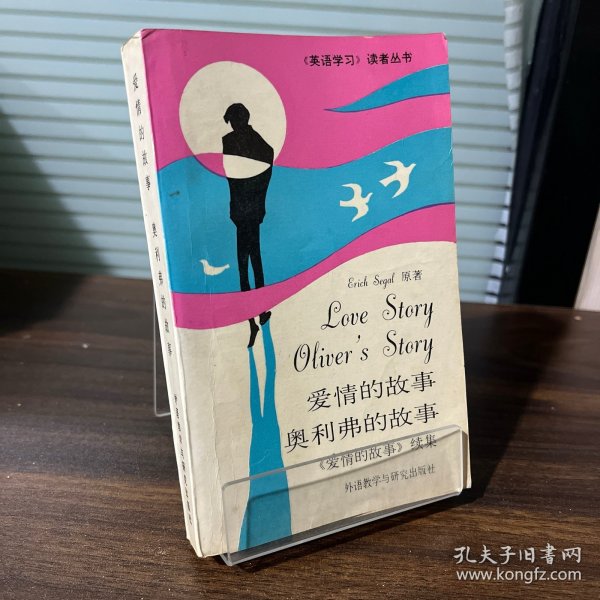 《英语学习》读者丛书
Erich Segal 原著
Love Story
Oliver's Story
爱情的故事
奥利弗的故事
《爱情的故事》续集
外语教学与研究出版社
爱情的故事 奥利弗的故事
孔夫子旧书网
www.kongfz.com